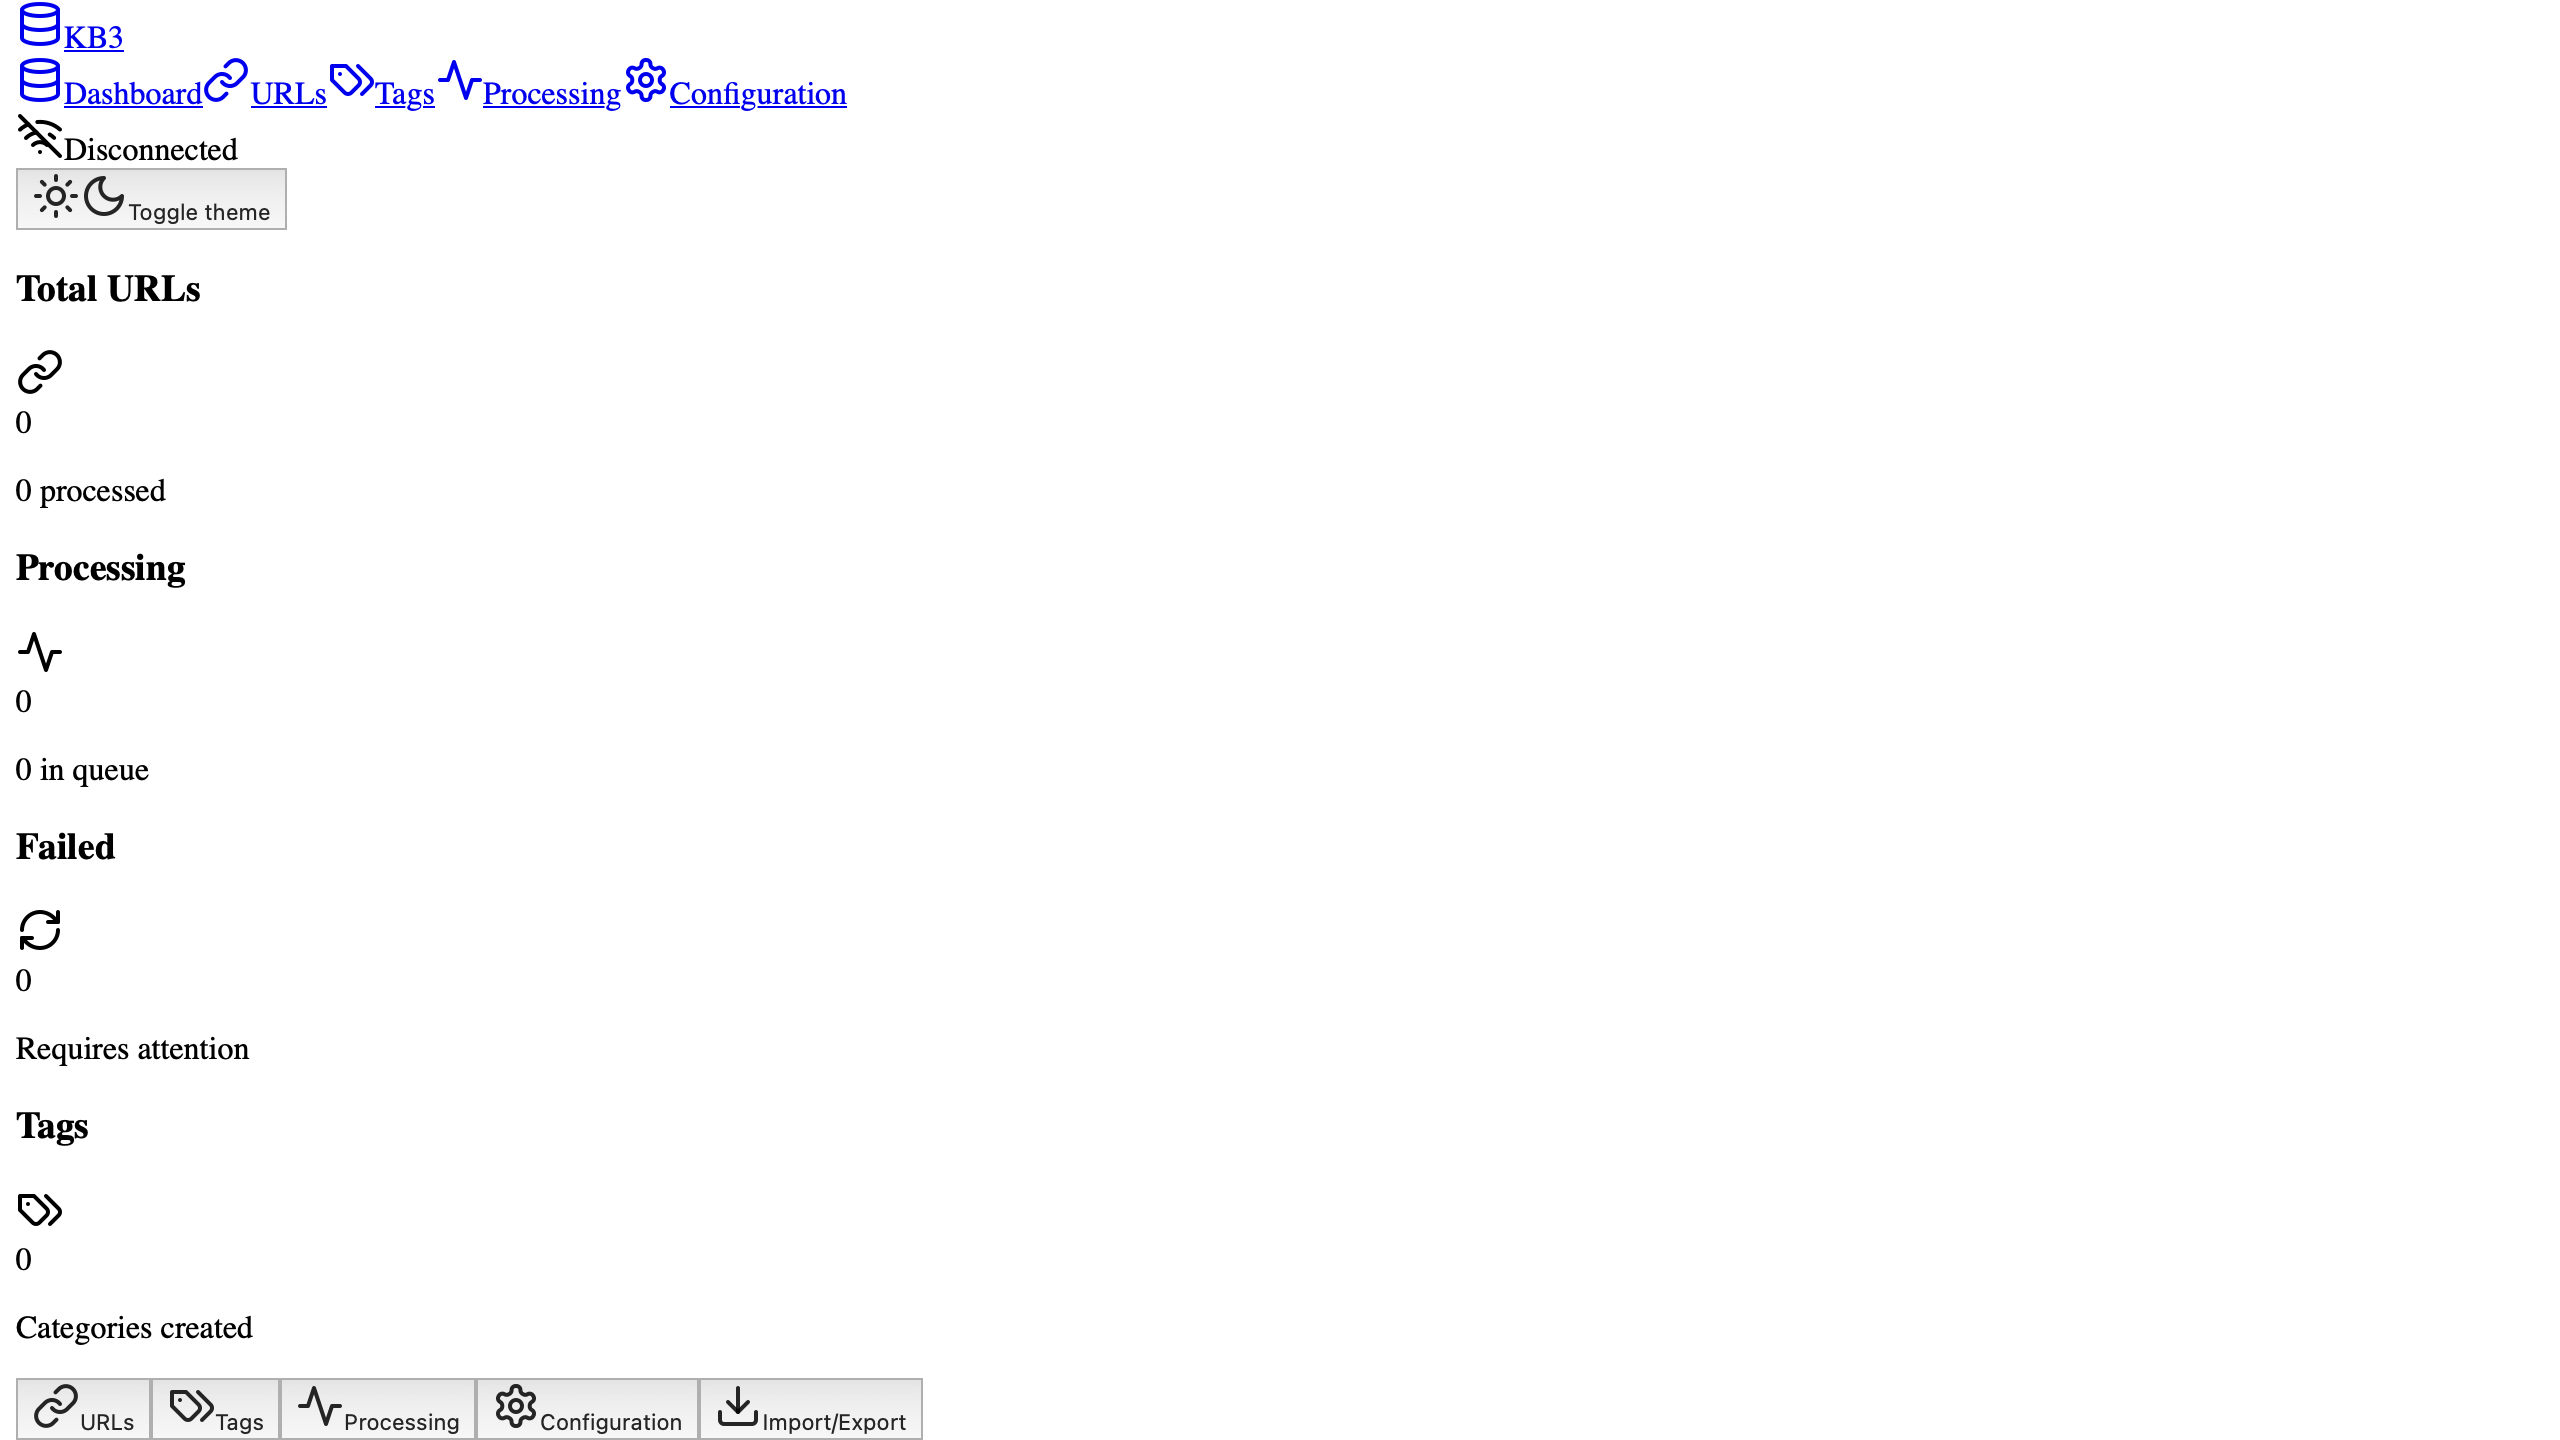 KB3
Dashboard URLs Tags Processing Configuration
Disconnected
Toggle theme
Total URLs
0
0 processed
Processing
0
0 in queue
Failed
0
Requires attention
Tags
0
Categories created
URLs Tags Processing Configuration Import/Export